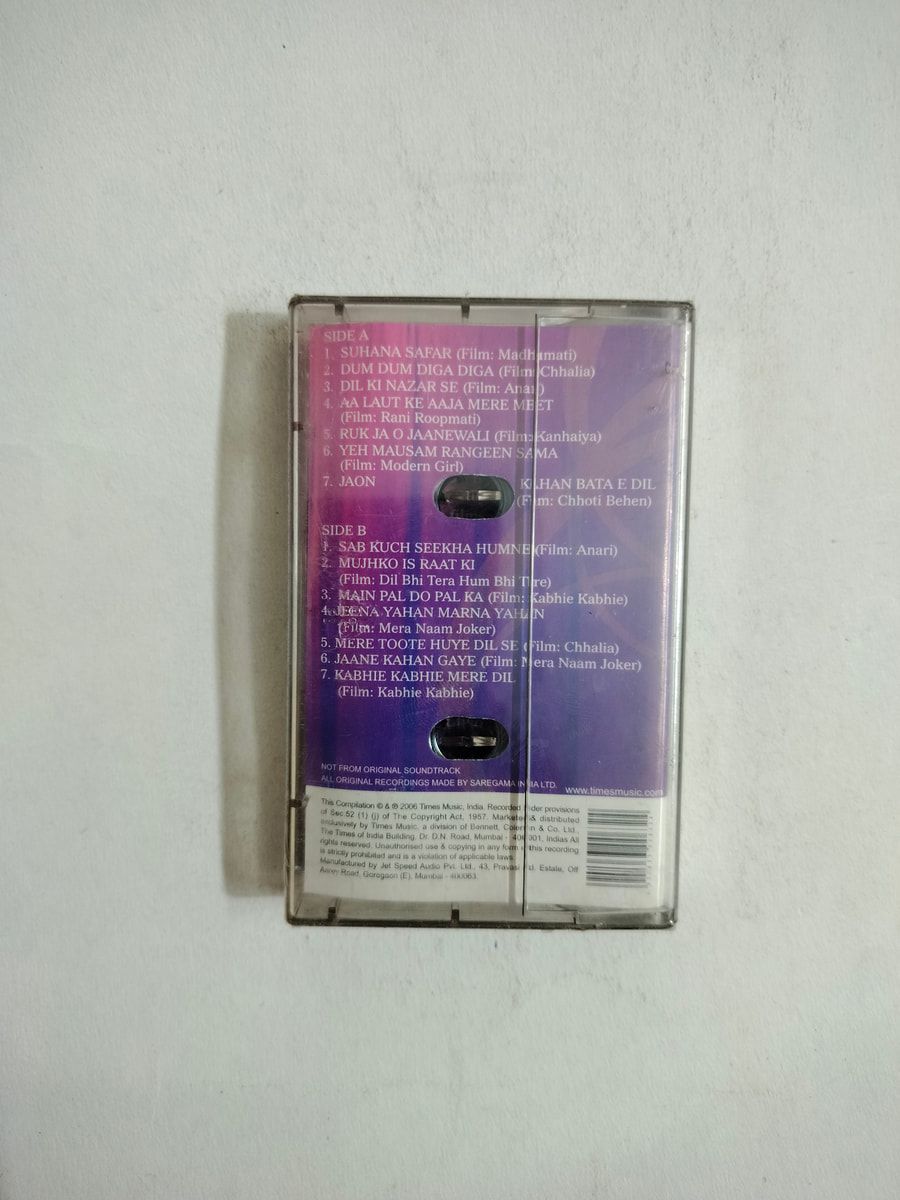 SIDE A
1. SUHANA SAFAR (Film: Madhumati)
2. DUM DUM DIGA DIGA (Film: Chhalia)
3. DIL KI NAZAR SE (Film: Anari)
4. AA LAUT KE AAJA MERE MEET
(Film: Rani Roopmati)
5. RUK JA O JAANEWALI (Film: Kanhaiya)
6. YEH MAUSAM RANGEEN SAMA
(Film: Modern Girl)
7. JAON KAHAN BATA E DIL
(Film: Chhoti Behen)
SIDE B
1. SAB KUCH SEEKHA HUMNE (Film: Anari)
2. MUJHKO IS RAAT KI
(Film: Dil Bhi Tera Hum Bhi Tere)
3. MAIN PAL DO PAL KA (Film: Kabhie Kabhie)
4. JEENA YAHAN MARNA YAHAN
(Film: Mera Naam Joker)
5. MERE TOOTE HUYE DIL SE (Film: Chhalia)
6. JAANE KAHAN GAYE (Film: Mera Naam Joker)
7. KABHIE KABHIE MERE DIL
(Film: Kabhie Kabhie)
NOT FROM ORIGINAL SOUNDTRACK
ALL ORIGINAL RECORDINGS MADE BY SAREGAMA INDIA LTD.
www.timesmusic.com
This Compilation © & ℗ 2006 Times Music, India. Recorded under provisions
of Sec.52 (1) (j) of The Copyright Act, 1957. Marketed & distributed
exclusively by Times Music, a division of Bennett, Coleman & Co. Ltd.,
The Times of India Building, Dr. D.N. Road, Mumbai - 400 001, Indias All
rights reserved. Unauthorised use & copying in any form of this recording
is strictly prohibited and is a violation of applicable laws.
Manufactured by Jet Speed Audio Pvt. Ltd., 43, Pravasi Estate, Off
Aarey Road, Goregaon (E), Mumbai - 400063.